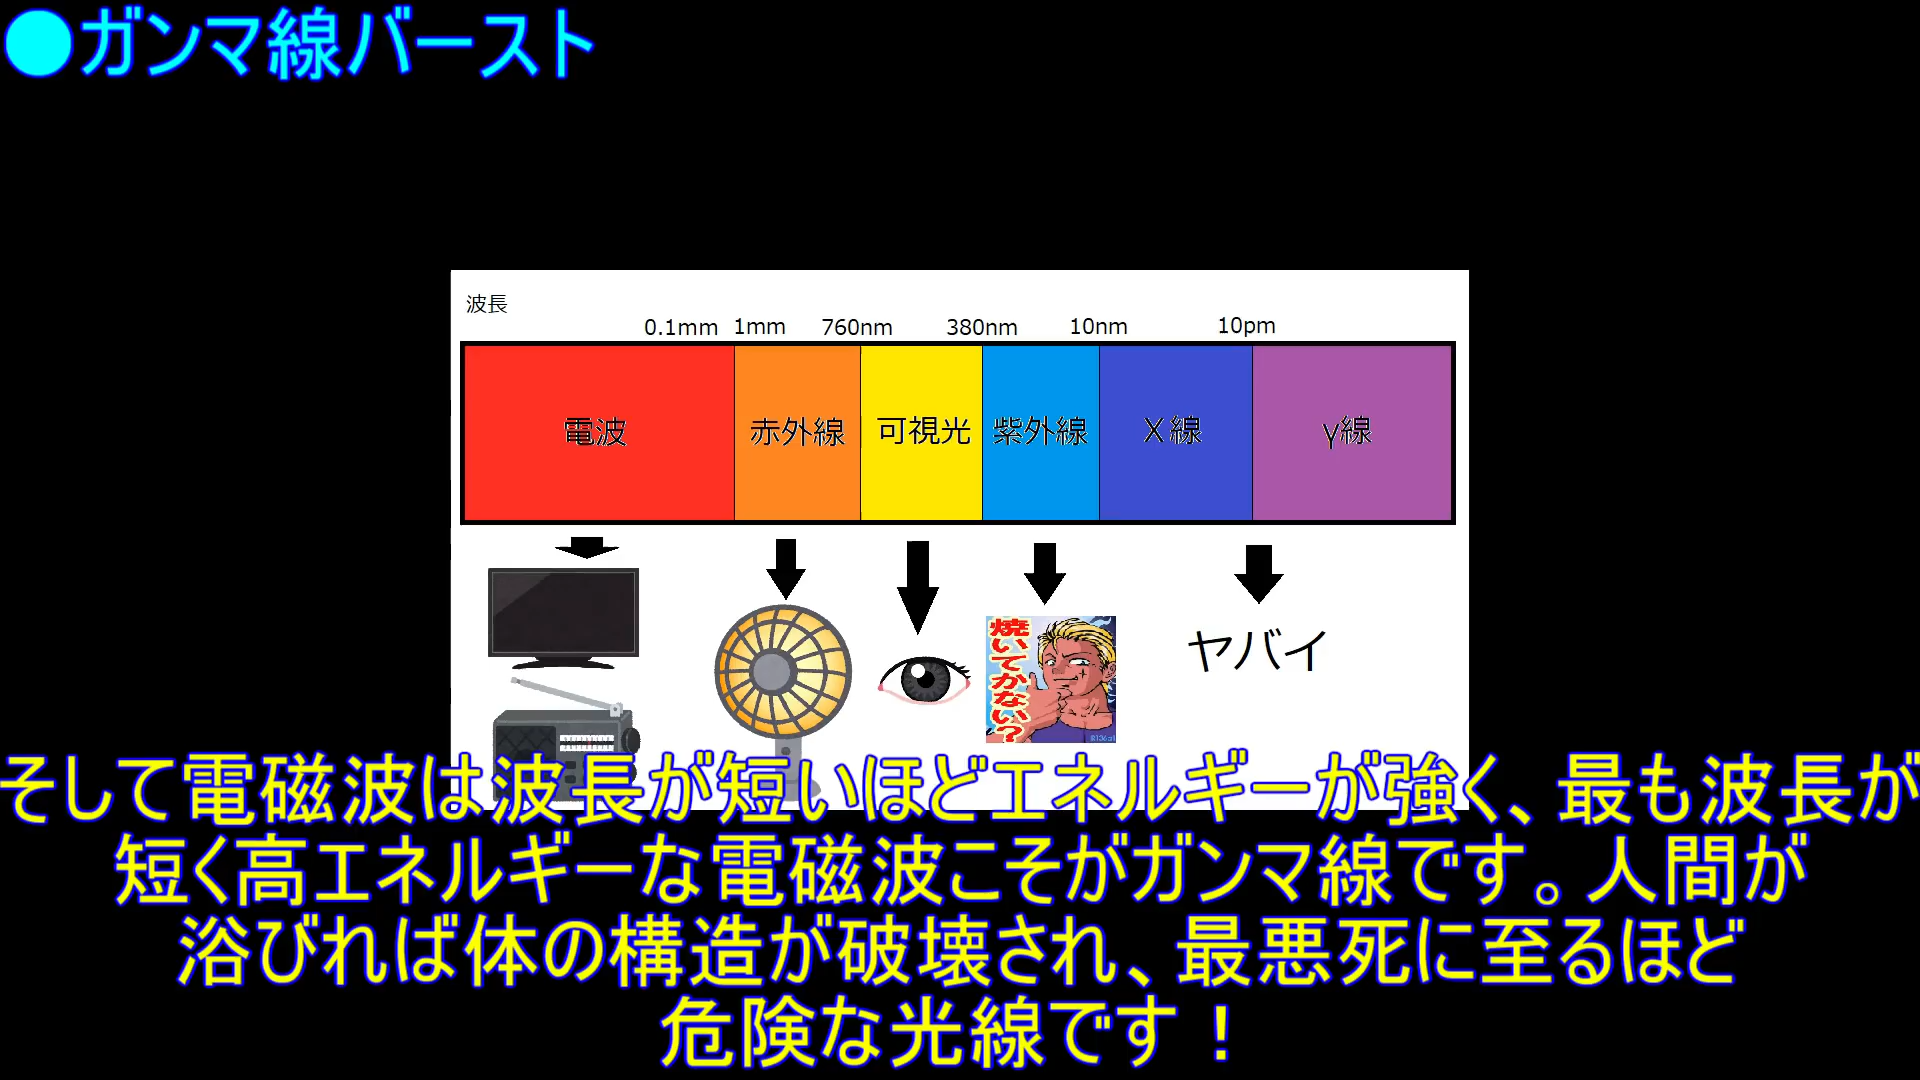 ●ガンマ線バースト
波長
0.1mm 1mm 760nm 380nm 10nm 10pm
電波 赤外線 可視光 紫外線 X線 γ線
焼いてかない?
ヤバイ
そして電磁波は波長が短いほどエネルギーが強く、最も波長が
短く高エネルギーな電磁波こそがガンマ線です。人間が
浴びれば体の構造が破壊され、最悪死に至るほど
危険な光線です！